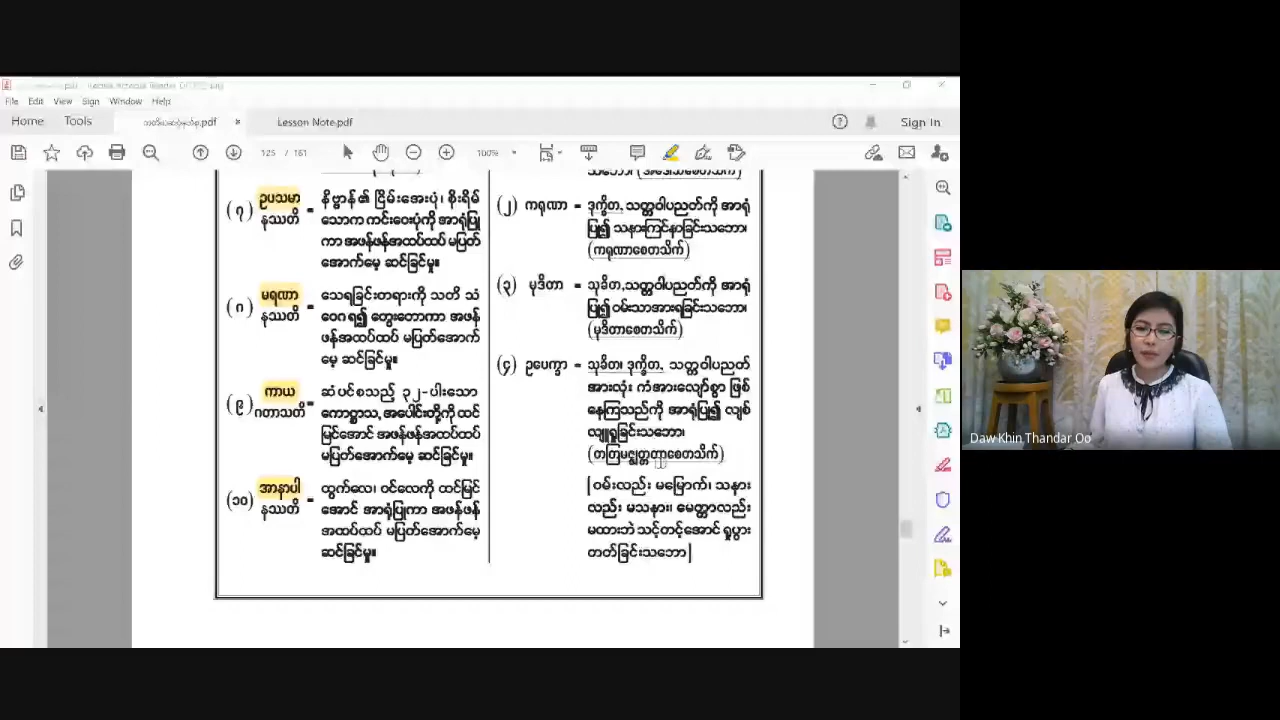 File Edit View Sign Window Help
Home Tools .pdf × Lesson Note.pdf Sign In
125 / 161 100%
(၇) ဥပသမာ နုဿတိ = နိဗ္ဗာန်၏ ငြိမ်းအေးပုံ၊ စိုးရိမ်
သောက ကင်းဝေးပုံကို အာရုံပြု
ကာ အဖန်ဖန်အထပ်ထပ် မပြတ်
အောက်မေ့ ဆင်ခြင်မှု။
(၈) မရဏာ နုဿတိ = သေရခြင်းတရားကို သတိ သံ
ဝေဂရ၍ တွေးတောကာ အဖန်
ဖန်အထပ်ထပ် မပြတ်အောက်
မေ့ ဆင်ခြင်မှု။
(၉) ကာယ ဂတာသတိ = ဆံပင်စသည့် ၃၂-ပါးသော
ကောဋ္ဌာသ, အပေါင်းတို့ကို ထင်
မြင်အောင် အဖန်ဖန်အထပ်ထပ်
မပြတ်အောက်မေ့ ဆင်ခြင်မှု။
(၁၀) အာနာပါ နဿတိ = ထွက်လေ၊ ဝင်လေကို ထင်မြင်
အောင် အာရုံပြုကာ အဖန်ဖန်
အထပ်ထပ် မပြတ်အောက်မေ့
ဆင်ခြင်မှု။
(၂) ကရုဏာ = ဒုက္ခိတ, သတ္တဝါပညတ်ကို အာရုံ
ပြု၍ သနားကြင်နာခြင်းသဘော၊
(ကရုဏာစေတသိက်)
(၃) မုဒိတာ = သုခိတ,သတ္တဝါပညတ်ကို အာရုံ
ပြု၍ ဝမ်းသာအားရခြင်းသဘော၊
(မုဒိတာစေတသိက်)
(၄) ဥပေက္ခာ = သုခိတ၊ ဒုက္ခိတ, သတ္တဝါပညတ်
အားလုံး ကံအားလျော်စွာ ဖြစ်
နေကြသည်ကို အာရုံပြု၍ လျစ်
လျူရှုခြင်းသဘော၊
(တတြမဇ္ဈတ္တတာစေတသိက်)
[ဝမ်းလည်း မမြောက်၊ သနား
လည်း မသနား၊ မေတ္တာလည်း
မထားဘဲ သင့်တင့်အောင် ရှုပွား
တတ်ခြင်းသဘော]
Daw Khin Thandar Oo